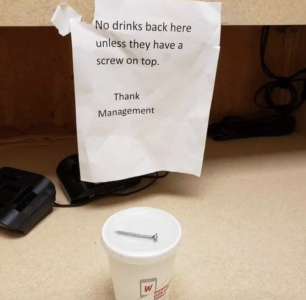 No drinks back here
unless they have a
screw on top.
Thank
Management
W